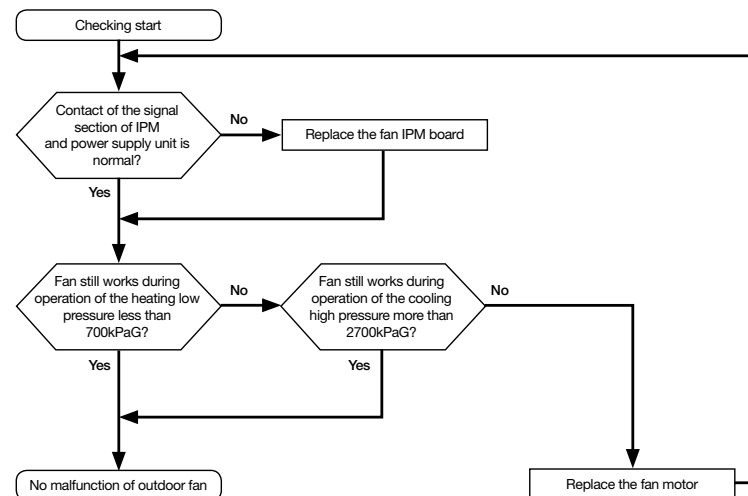 Checking start
Contact of the signal
section of IPM
and power supply unit is
normal?
No
Replace the fan IPM board
Yes
Fan still works during
operation of the heating low
pressure less than
700kPaG?
No
Fan still works during
operation of the cooling
high pressure more than
2700kPaG?
No
Yes
Yes
No malfunction of outdoor fan
Replace the fan motor